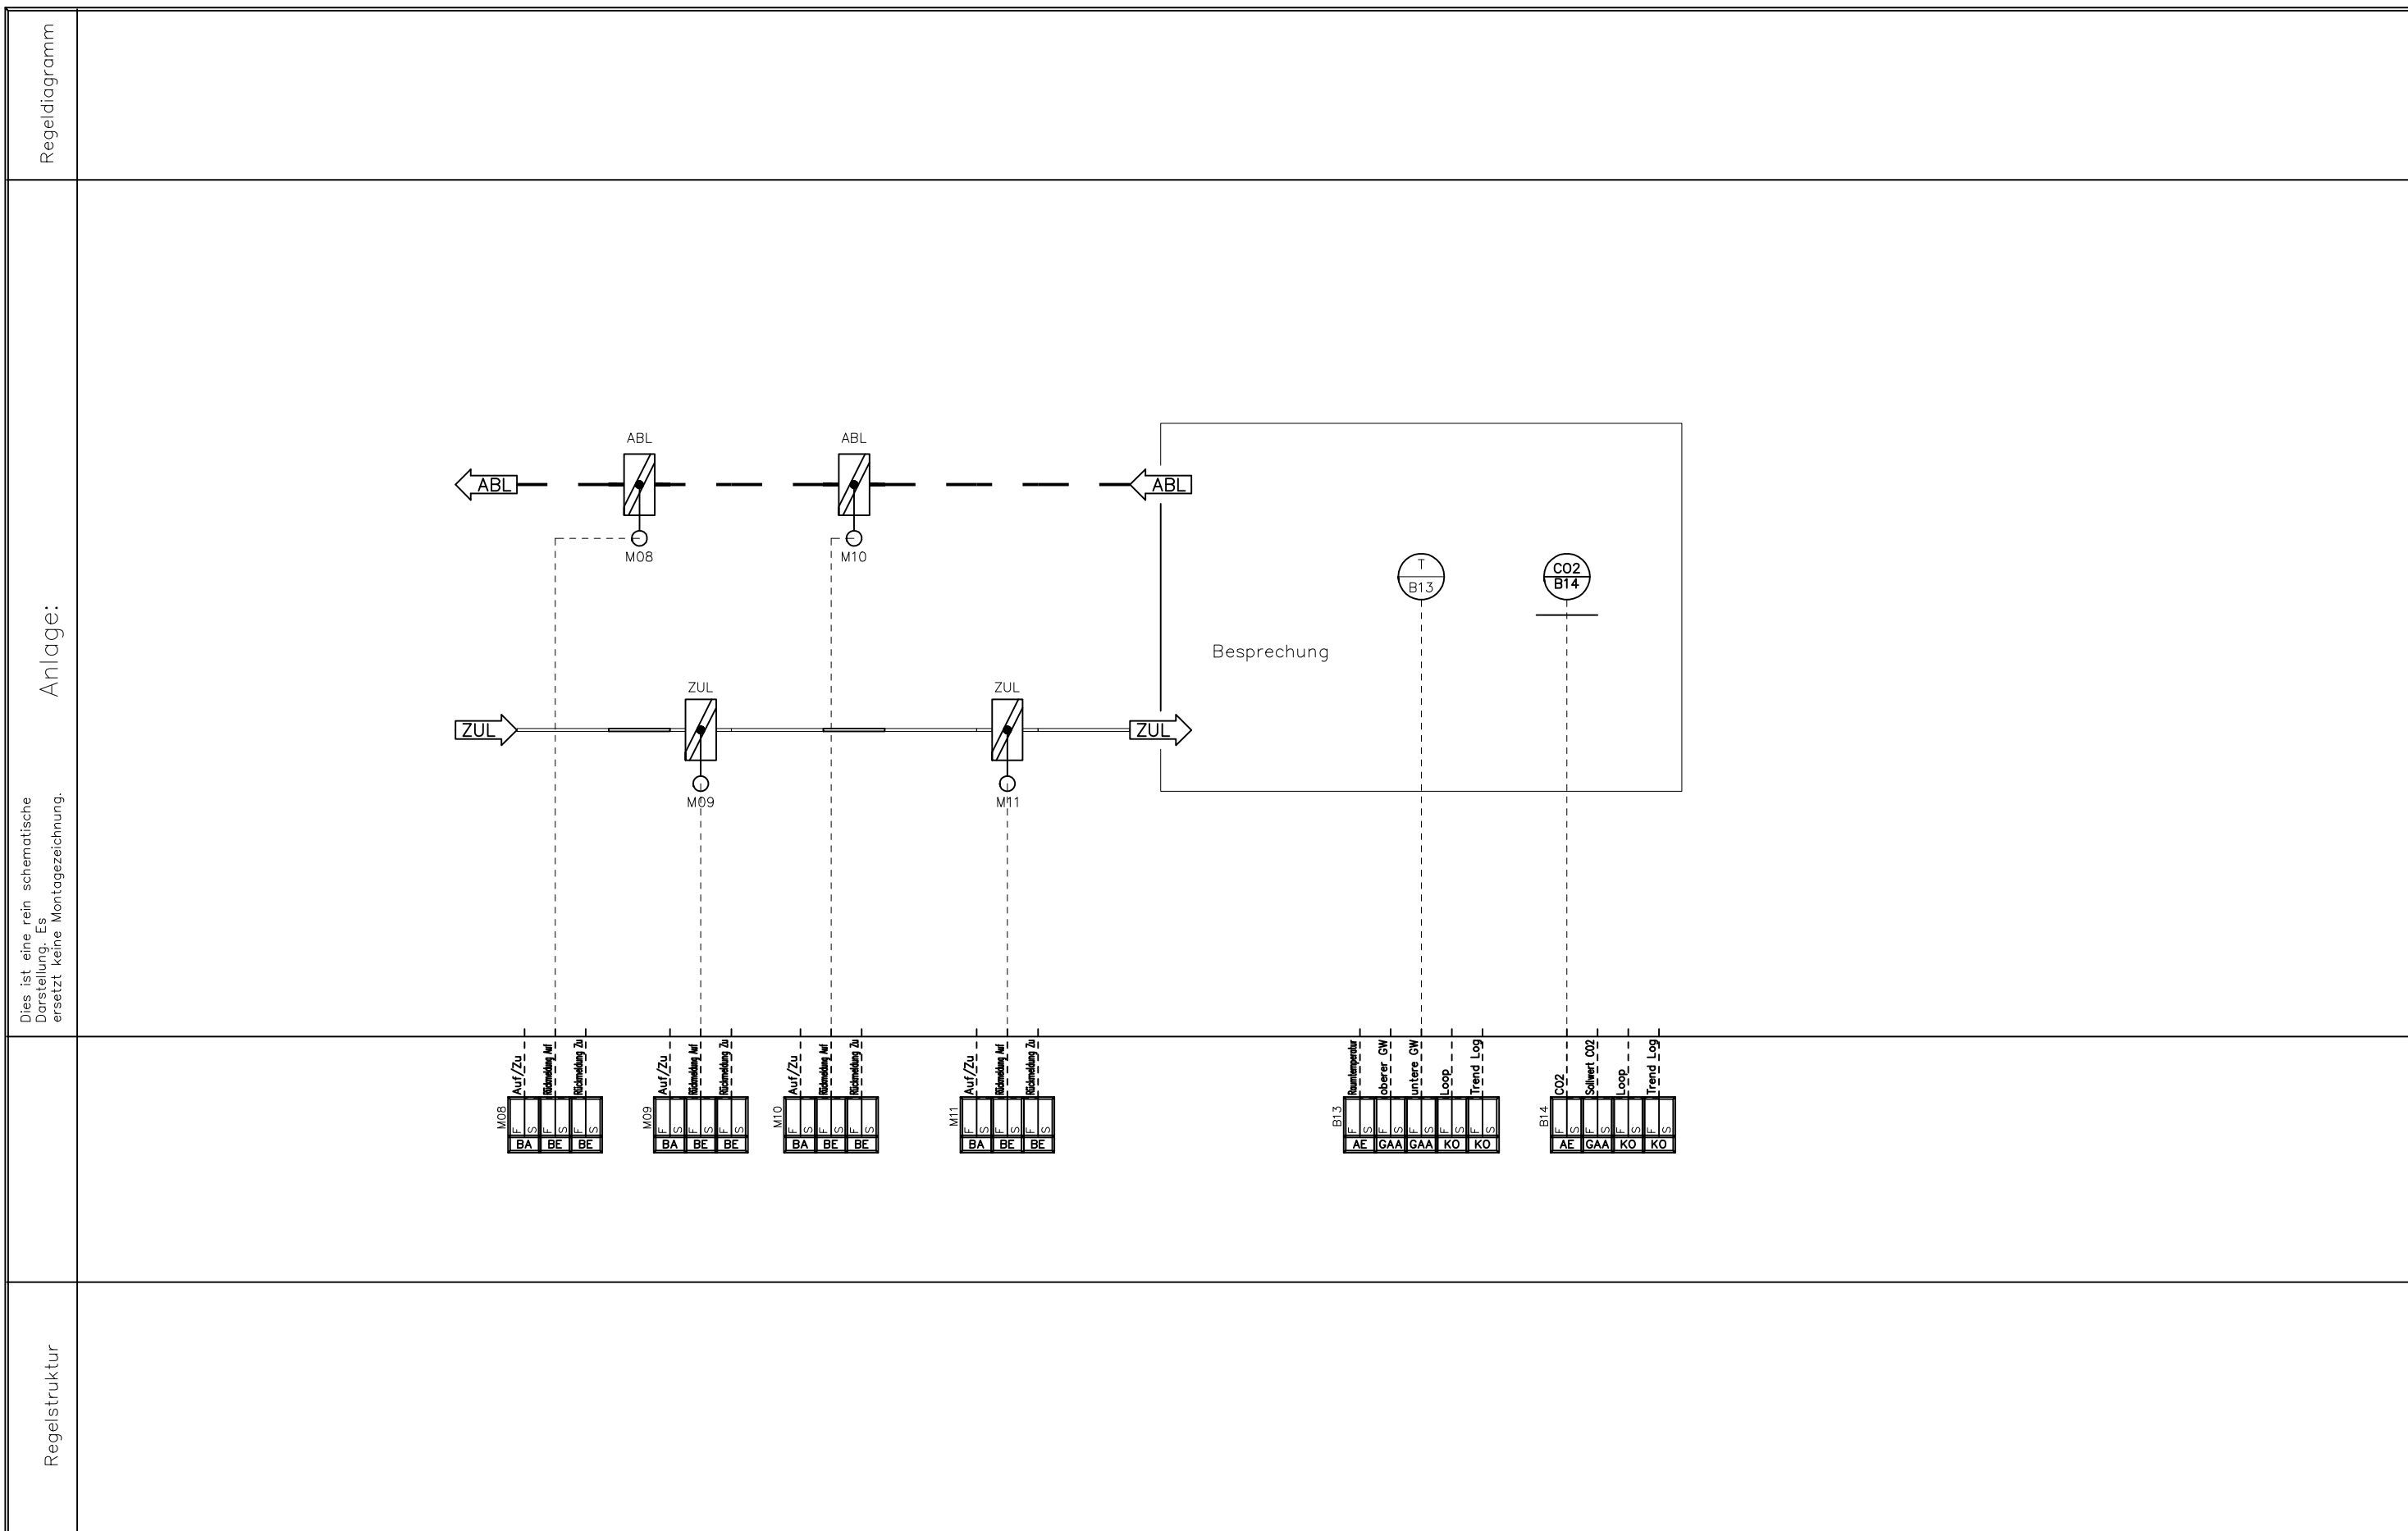 Regeldiagramm
Anlage:
Dies ist eine rein schematische
Darstellung. Es
ersetzt keine Montagezeichnung.
Regelstruktur
ABL
ABL
ABL
ABL
M08
M10
T
B13
CO2
B14
Besprechung
ZUL
ZUL
ZUL
ZUL
M09
M11
M08
Auf/Zu
Rückmeldung Auf
Rückmeldung Zu
F S F S F S
BA BE BE
M09
Auf/Zu
Rückmeldung Auf
Rückmeldung Zu
F S F S F S
BA BE BE
M10
Auf/Zu
Rückmeldung Auf
Rückmeldung Zu
F S F S F S
BA BE BE
M11
Auf/Zu
Rückmeldung Auf
Rückmeldung Zu
F S F S F S
BA BE BE
B13
Raumtemperatur
oberer GW
untere GW
Loop
Trend Log
F S F S F S F S F S
AE GAA GAA KO KO
B14
CO2
Sollwert CO2
Loop
Trend Log
F S F S F S F S
AE GAA KO KO